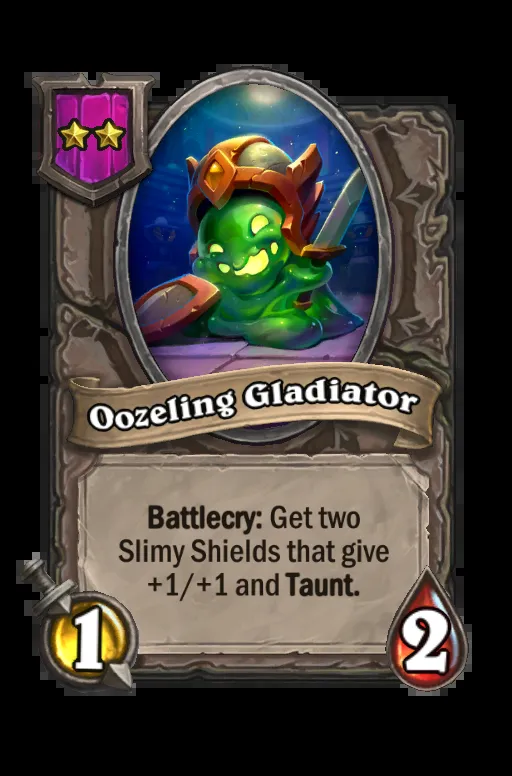 Oozeling Gladiator
Battlecry: Get two
Slimy Shields that give
+1/+1 and Taunt.
1
2